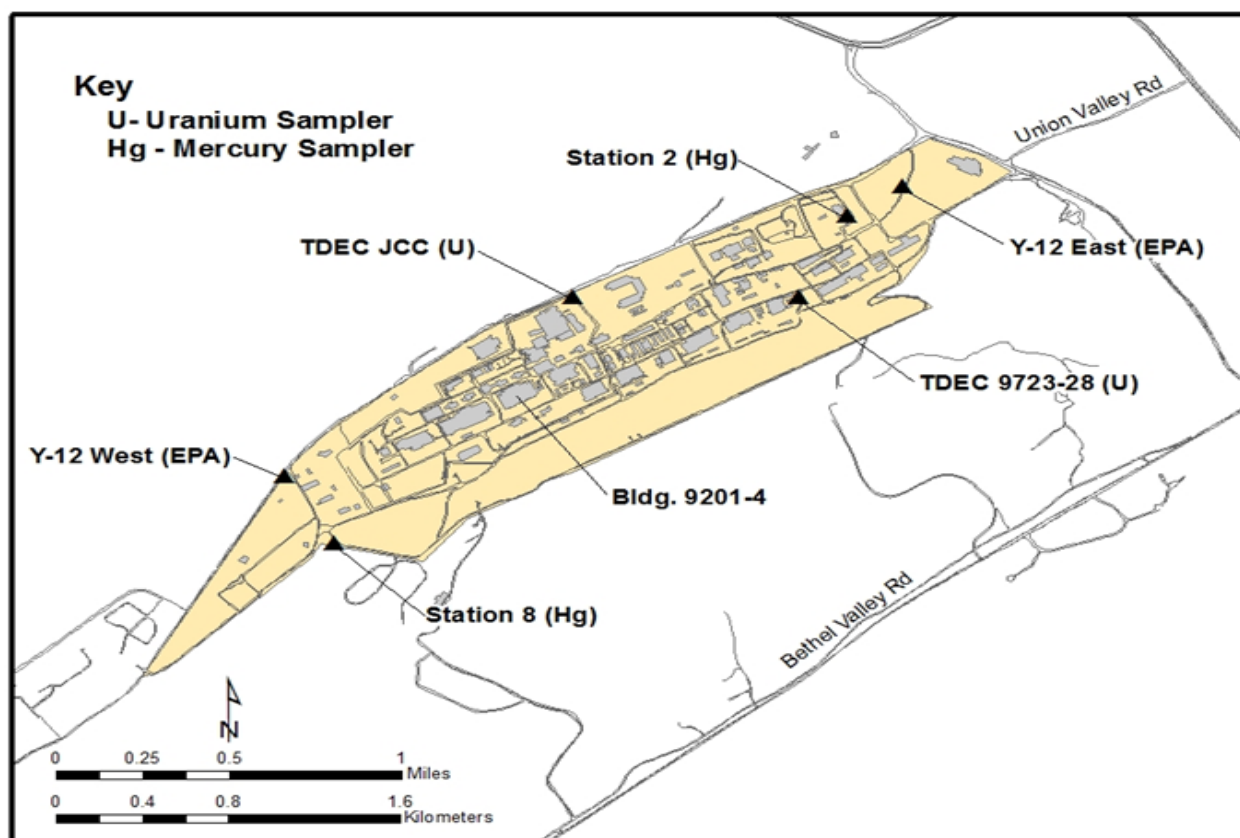 Key
U- Uranium Sampler
Hg - Mercury Sampler
Union Valley Rd
Station 2 (Hg)
TDEC JCC (U)
Y-12 East (EPA)
TDEC 9723-28 (U)
Y-12 West (EPA)
Bldg. 9201-4
Station 8 (Hg)
Bethel Valley Rd
N
0 0.25 0.5 1
Miles
0 0.4 0.8 1.6
Kilometers